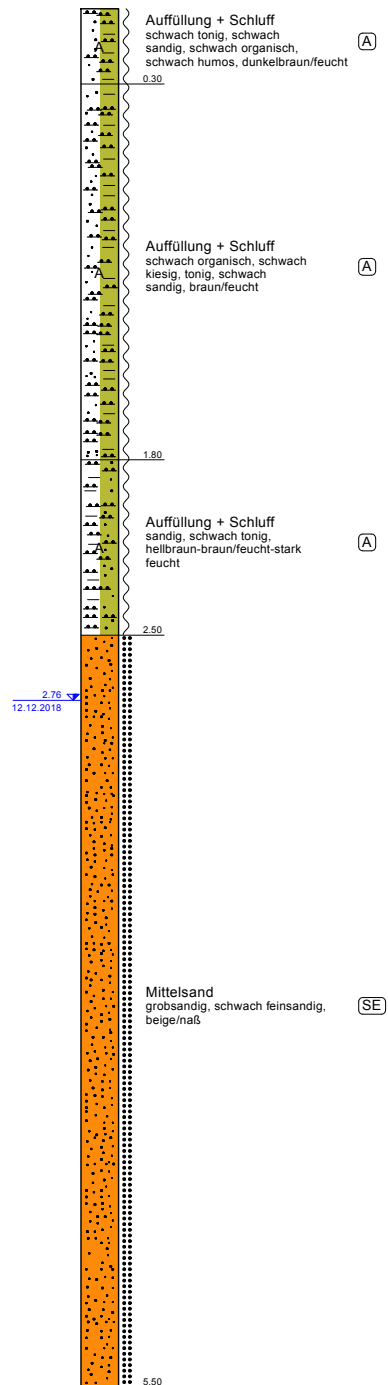 Auffüllung + Schluff
schwach tonig, schwach
sandig, schwach organisch,
schwach humos, dunkelbraun/feucht
A
A
0.30
Auffüllung + Schluff
schwach organisch, schwach
kiesig, tonig, schwach
sandig, braun/feucht
A
A
1.80
Auffüllung + Schluff
sandig, schwach tonig,
hellbraun-braun/feucht-stark
feucht
A
A
2.50
2.76
12.12.2018
Mittelsand
grobsandig, schwach feinsandig,
beige/naß
SE
5.50